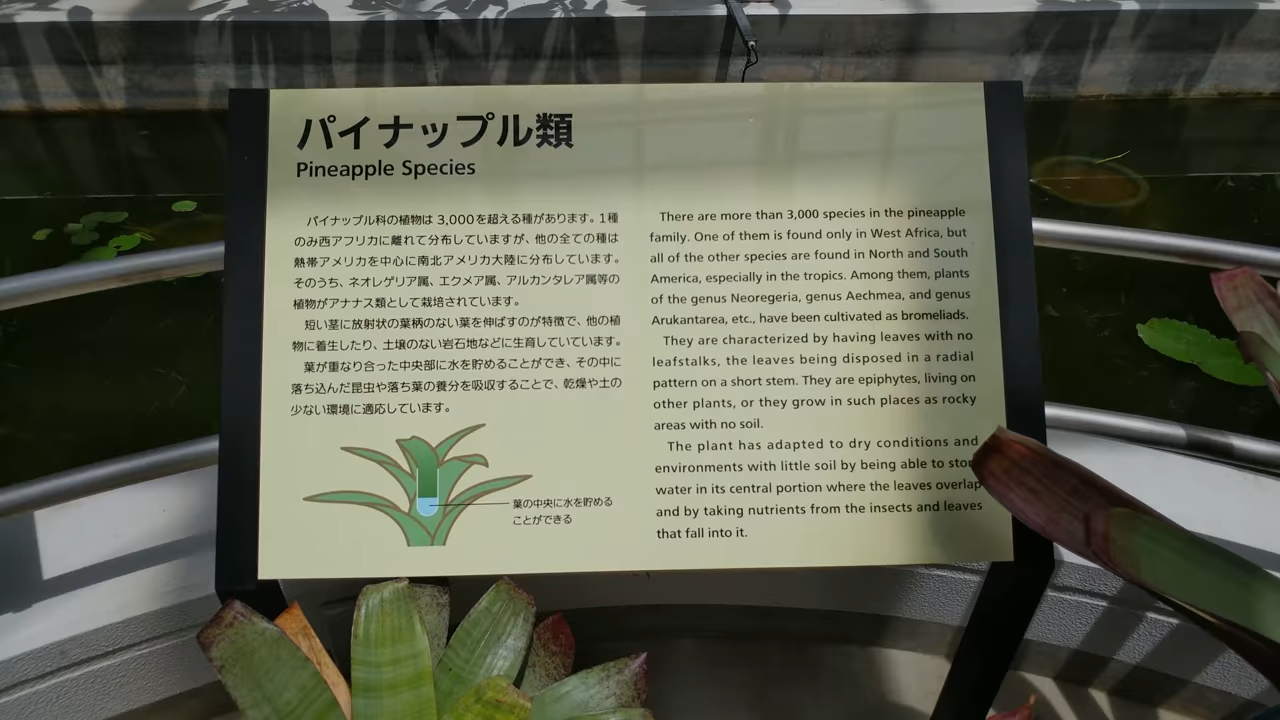 パイナップル類
Pineapple Species
パイナップル科の植物は 3,000を超える種があります。1種
のみ西アフリカに離れて分布していますが、他の全ての種は
熱帯アメリカを中心に南北アメリカ大陸に分布しています。
そのうち、ネオレゲリア属、エクメア属、アルカンタレア属等の
植物がアナナス類として栽培されています。
短い茎に放射状の葉柄のない葉を伸ばすのが特徴で、他の植
物に着生したり、土壌のない岩石地などに生育していています。
葉が重なり合った中央部に水を貯めることができ、その中に
落ち込んだ昆虫や落ち葉の養分を吸収することで、乾燥や土の
少ない環境に適応しています。
葉の中央に水を貯める
ことができる
There are more than 3,000 species in the pineapple
family. One of them is found only in West Africa, but
all of the other species are found in North and South
America, especially in the tropics. Among them, plants
of the genus Neoregeria, genus Aechmea, and genus
Arukantarea, etc., have been cultivated as bromeliads.
They are characterized by having leaves with no
leafstalks, the leaves being disposed in a radial
pattern on a short stem. They are epiphytes, living on
other plants, or they grow in such places as rocky
areas with no soil.
The plant has adapted to dry conditions and
environments with little soil by being able to store
water in its central portion where the leaves overlap
and by taking nutrients from the insects and leaves
that fall into it.